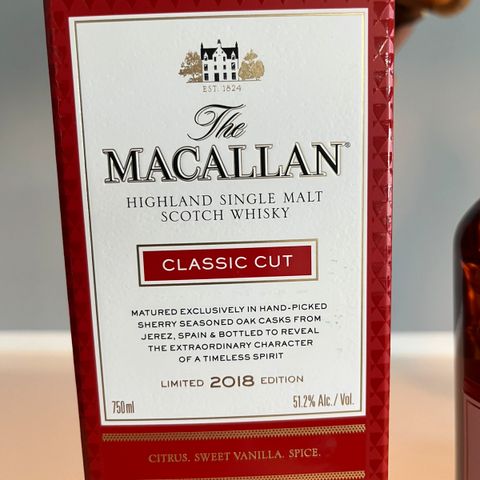 EST. 1824
The
MACALLAN®
HIGHLAND SINGLE MALT
SCOTCH WHISKY
CLASSIC CUT
MATURED EXCLUSIVELY IN HAND-PICKED
SHERRY SEASONED OAK CASKS FROM
JEREZ, SPAIN & BOTTLED TO REVEAL
THE EXTRAORDINARY CHARACTER
OF A TIMELESS SPIRIT
LIMITED 2018 EDITION
750ml 51.2% Alc./Vol.
CITRUS. SWEET VANILLA. SPICE.